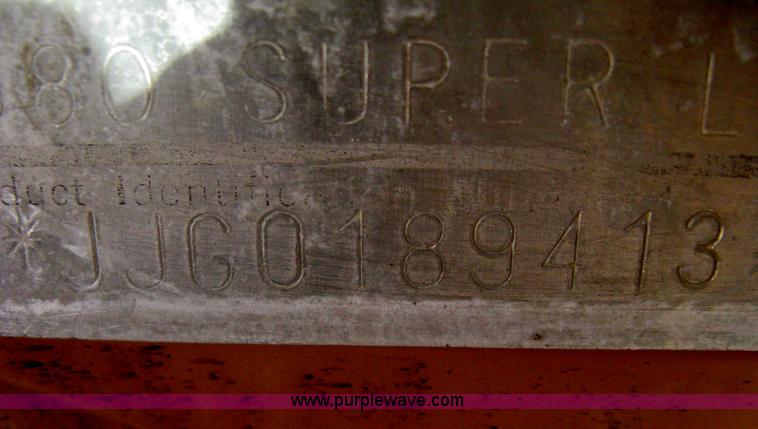 80 SUPER L
duct Identific
*JJG0189413*
www.purplewave.com